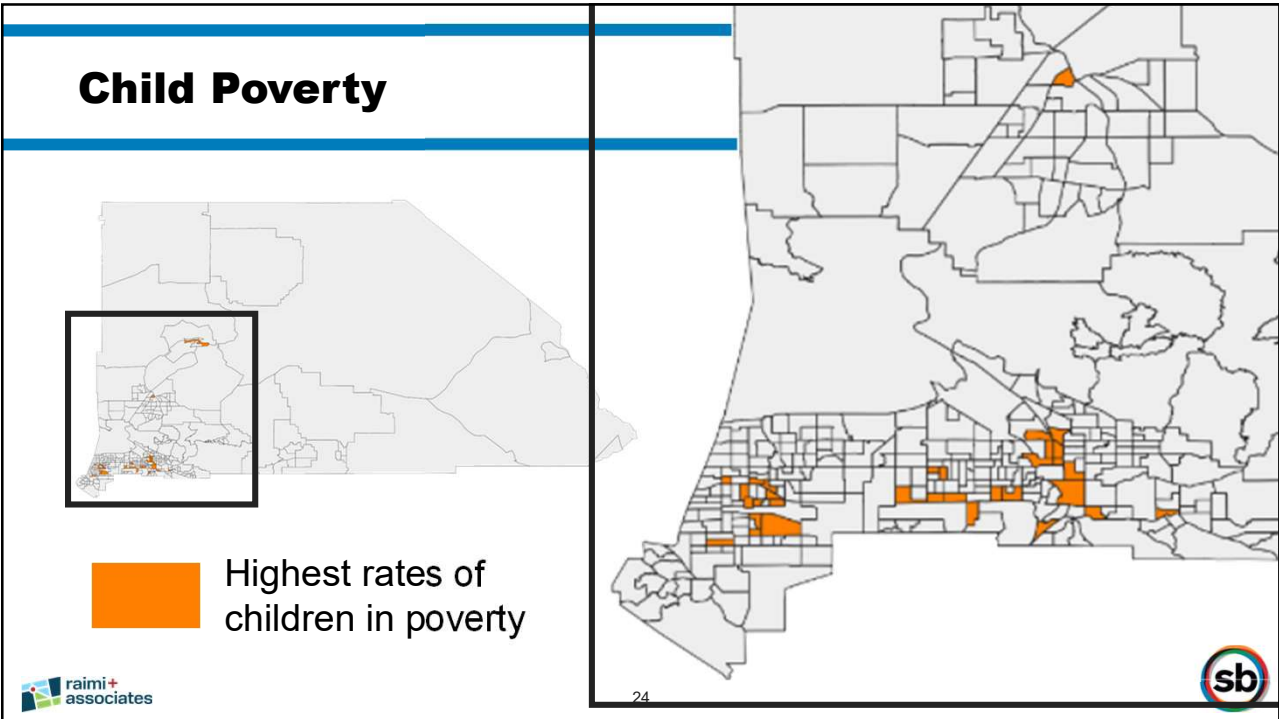 Child Poverty
Highest rates of
children in poverty
raimi+
associates
24
sb